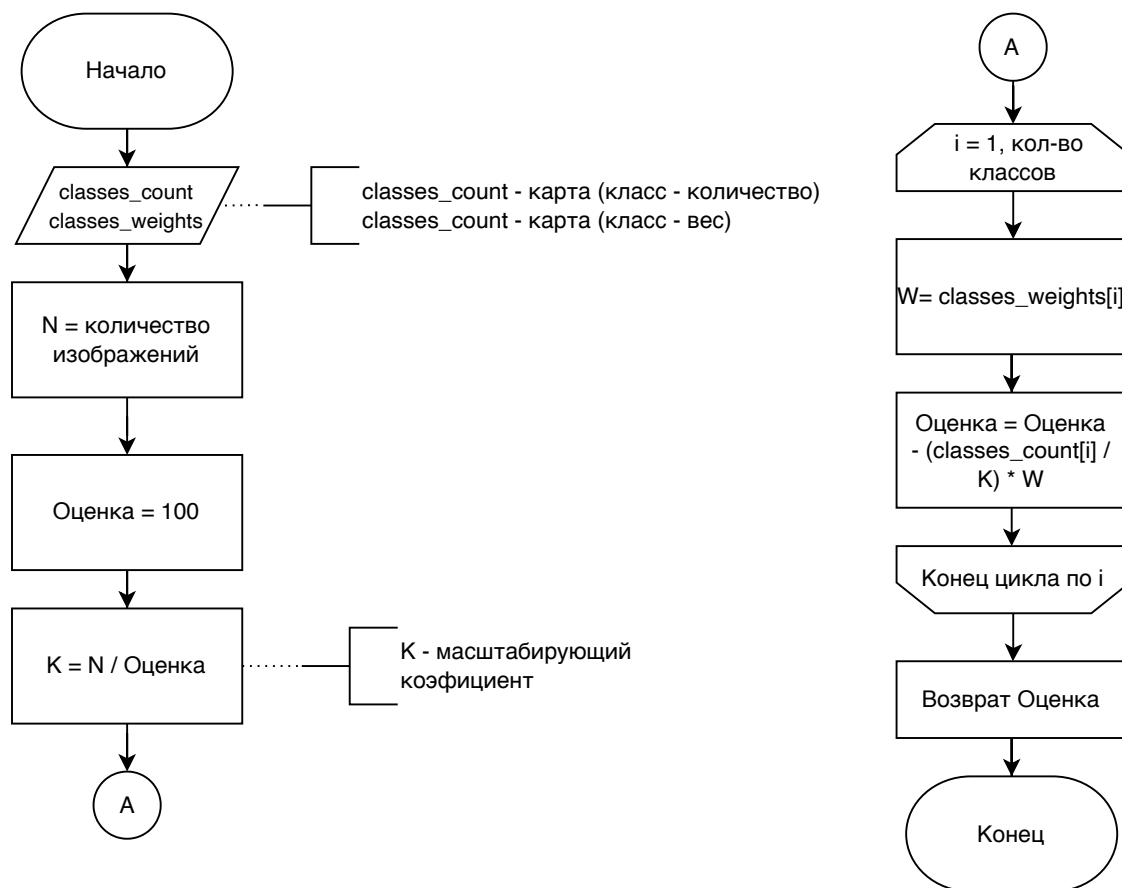 Начало
classes_count
classes_weights
classes_count - карта (класс - количество)
classes_count - карта (класс - вес)
N = количество
изображений
Оценка = 100
K = N / Оценка
K - масштабирующий
коэфициент
A
A
i = 1, кол-во
классов
W= classes_weights[i]
Оценка = Оценка
- (classes_count[i] /
K) * W
Конец цикла по i
Возврат Оценка
Конец